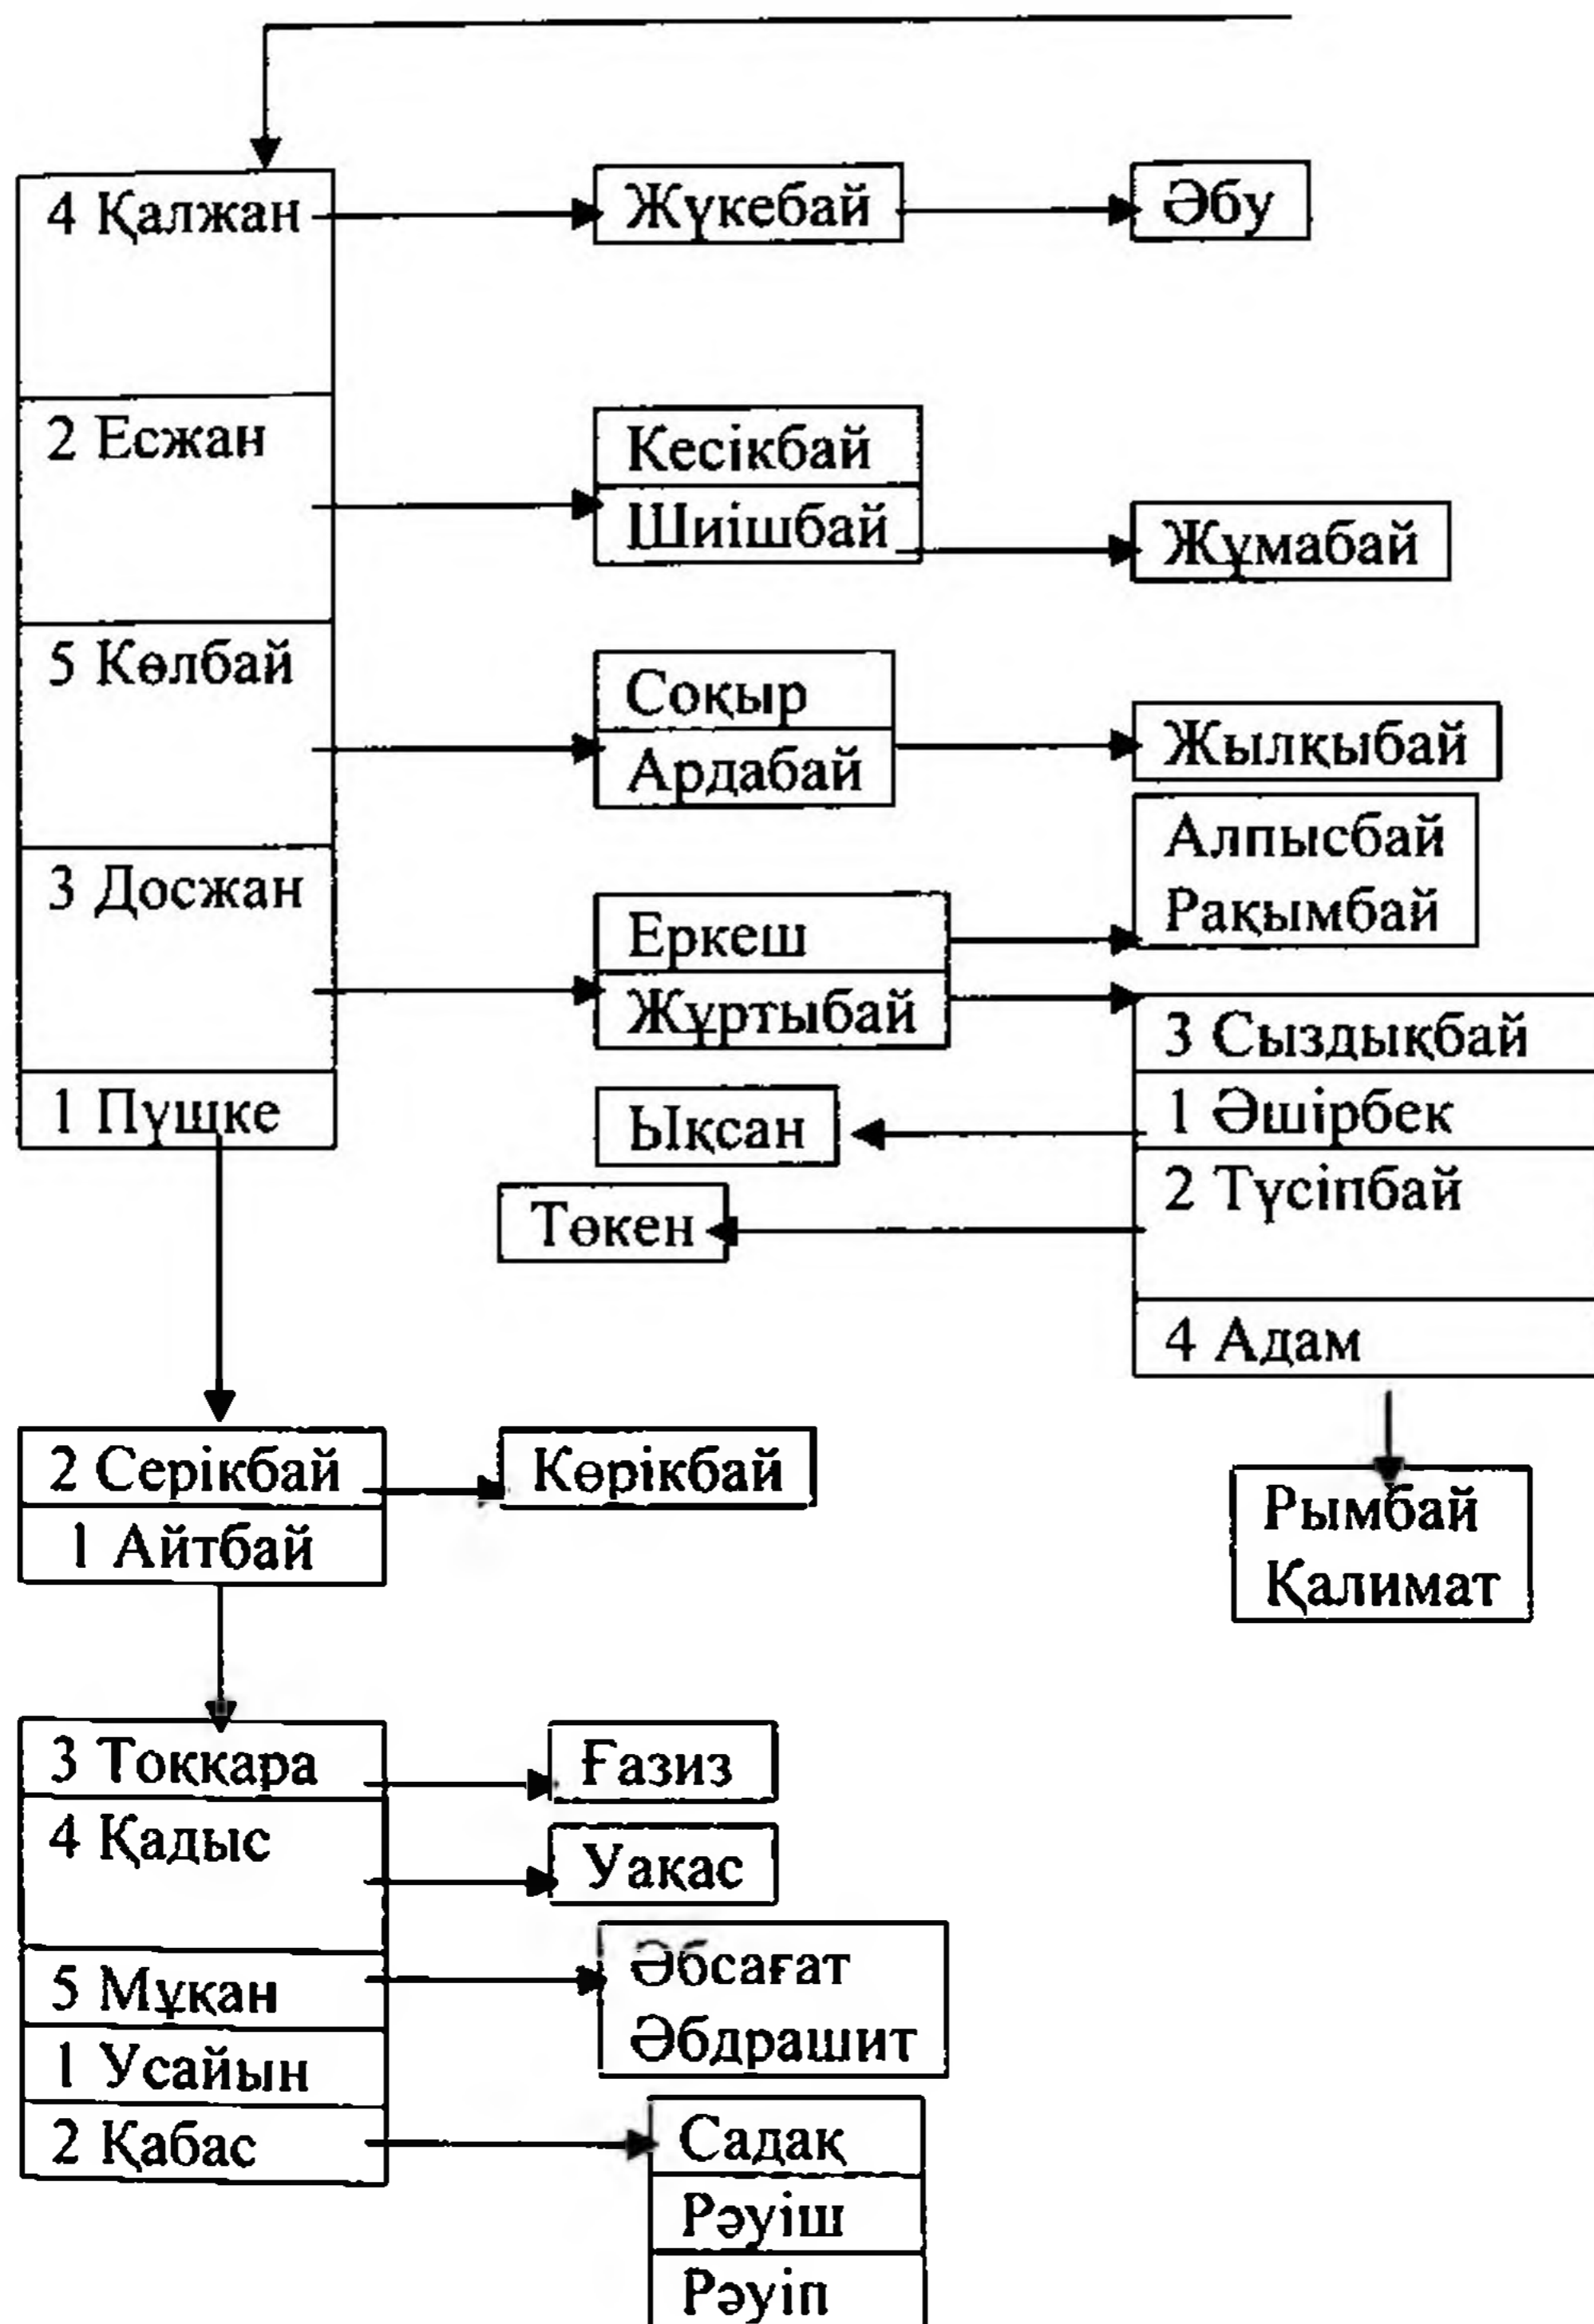 4 Қалжан
Жүкебай
Әбу
2 Есжан
Кесікбай
Шиішбай
Жұмабай
5 Көлбай
Соқыр
Ардабай
Жылқыбай
Алпысбай
Рақымбай
3 Досжан
Еркеш
Жұртыбай
3 Сыздықбай
1 Пүшке
Ықсан
1 Әшірбек
Төкен
2 Түсіпбай
4 Адам
2 Серікбай
Көрікбай
1 Айтбай
Рымбай
Қалимат
3 Тоққара
Ғазиз
4 Қадыс
Уақас
5 Мұқан
Әбсағат
Әбдрашит
1 Усайын
2 Қабас
Садақ
Рәуіш
Рәуіп